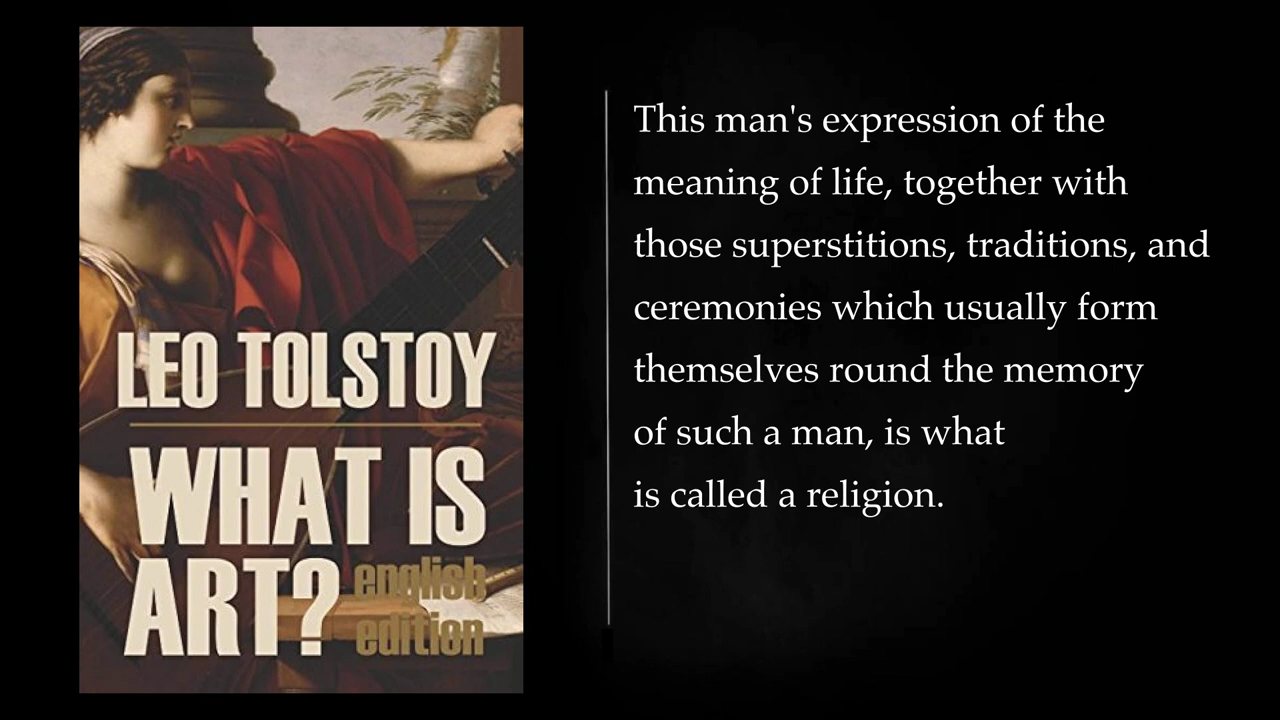 LEO TOLSTOY
WHAT IS
ART?
english
edition
This man's expression of the
meaning of life, together with
those superstitions, traditions, and
ceremonies which usually form
themselves round the memory
of such a man, is what
is called a religion.